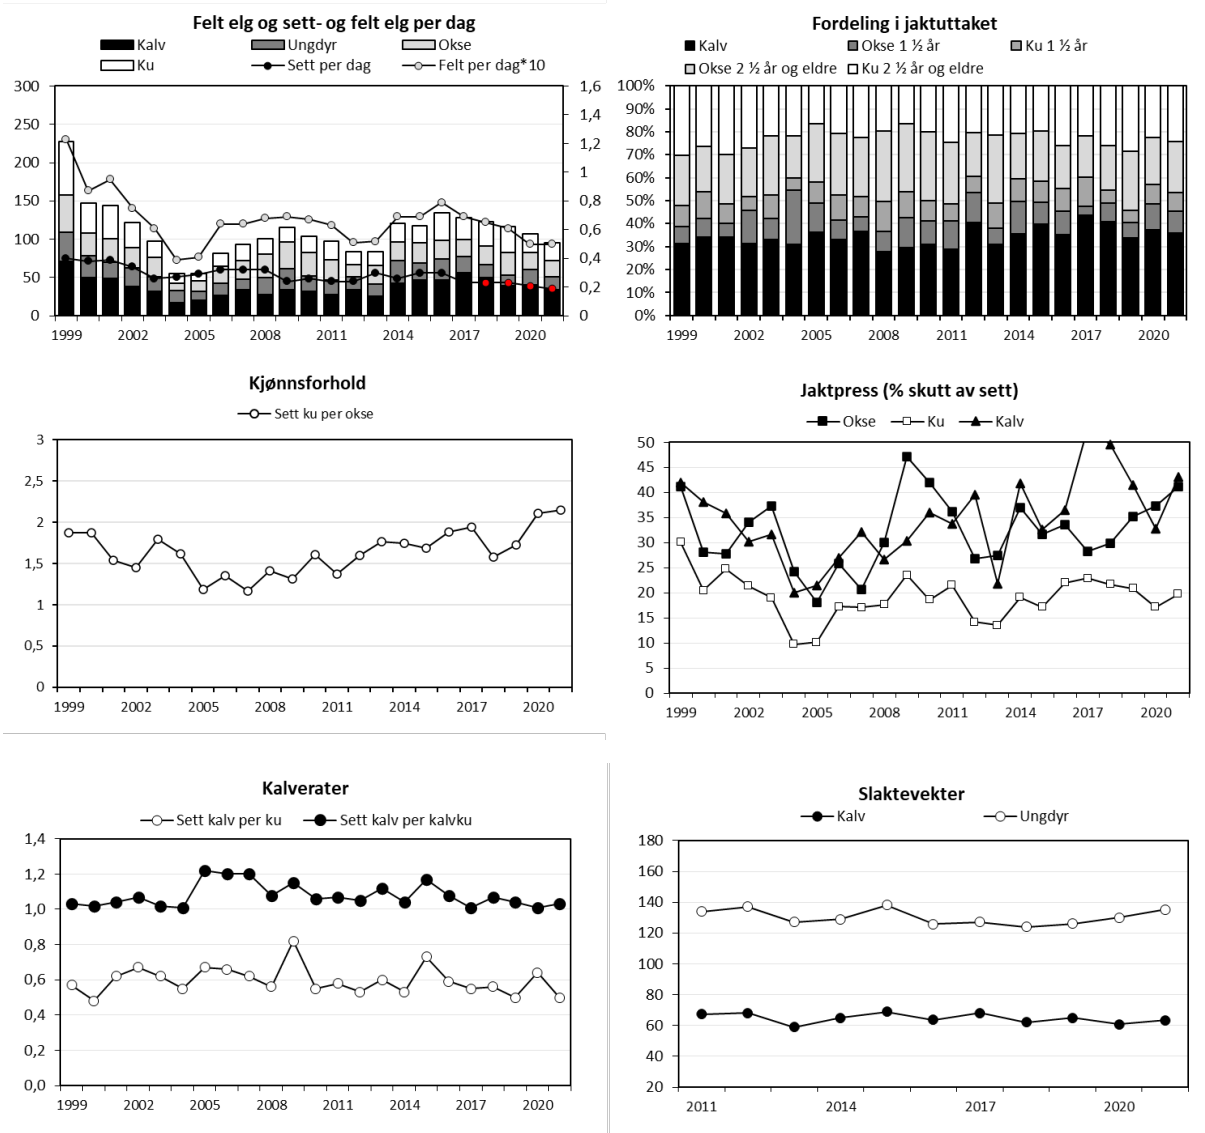 Felt elg og sett- og felt elg per dag
Kalv Ungdyr Okse
Ku Sett per dag Felt per dag*10
300 1,6
250 1,4
1,2
200 1
150 0,8
100 0,6
0,4
50 0,2
0 0
1999 2002 2005 2008 2011 2014 2017 2020
Fordeling i jaktuttaket
Kalv Okse 1 ½ år Ku 1 ½ år
Okse 2 ½ år og eldre Ku 2 ½ år og eldre
100%
90%
80%
70%
60%
50%
40%
30%
20%
10%
0%
1999 2002 2005 2008 2011 2014 2017 2020
Kjønnsforhold
Sett ku per okse
3
2,5
2
1,5
1
0,5
0
1999 2002 2005 2008 2011 2014 2017 2020
Jaktpress (% skutt av sett)
Okse Ku Kalv
50
45
40
35
30
25
20
15
10
5
0
1999 2002 2005 2008 2011 2014 2017 2020
Kalverater
Sett kalv per ku Sett kalv per kalvku
1,4
1,2
1,0
0,8
0,6
0,4
0,2
0,0
1999 2002 2005 2008 2011 2014 2017 2020
Slaktevekter
Kalv Ungdyr
180
160
140
120
100
80
60
40
20
2011 2014 2017 2020